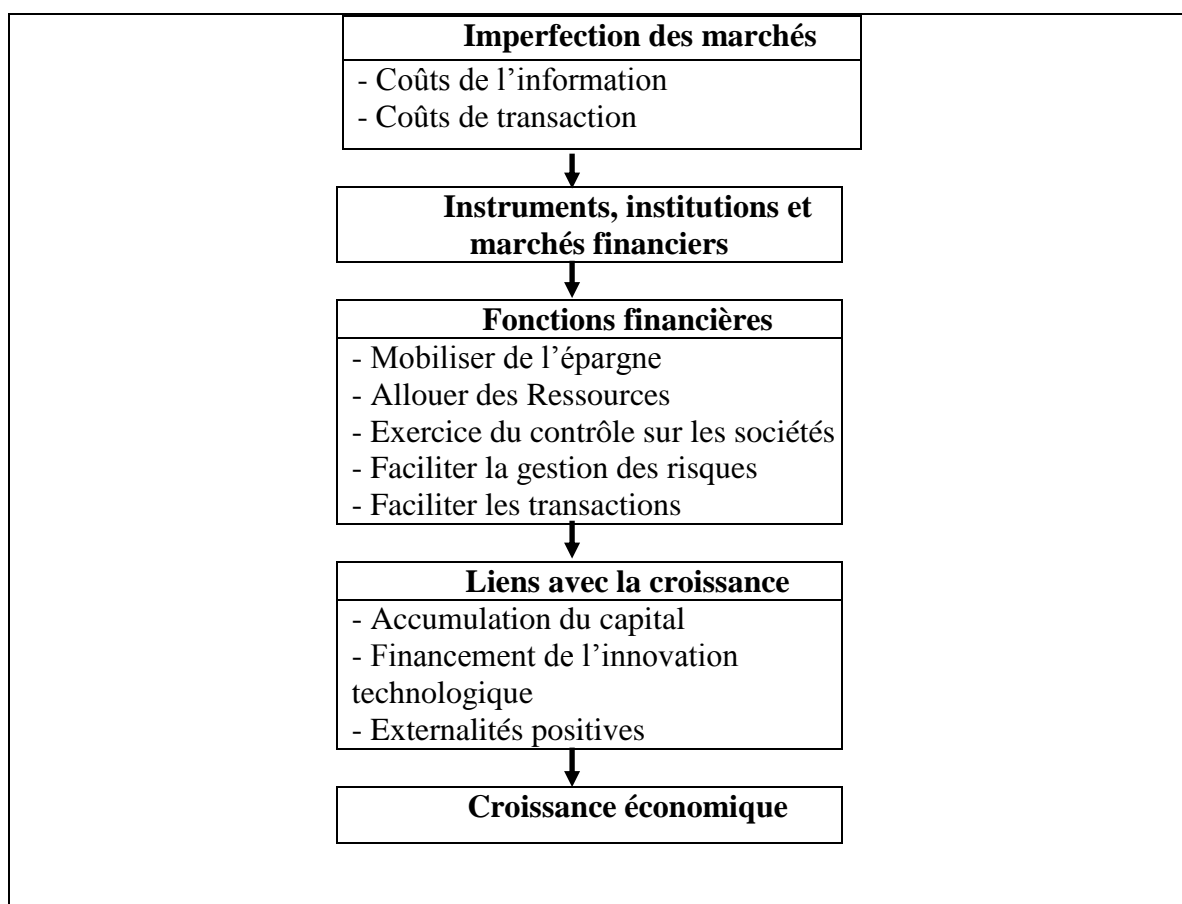 Imperfection des marchés
- Coûts de l’information
- Coûts de transaction
Instruments, institutions et
marchés financiers
Fonctions financières
- Mobiliser de l’épargne
- Allouer des Ressources
- Exercice du contrôle sur les sociétés
- Faciliter la gestion des risques
- Faciliter les transactions
Liens avec la croissance
- Accumulation du capital
- Financement de l’innovation
technologique
- Externalités positives
Croissance économique